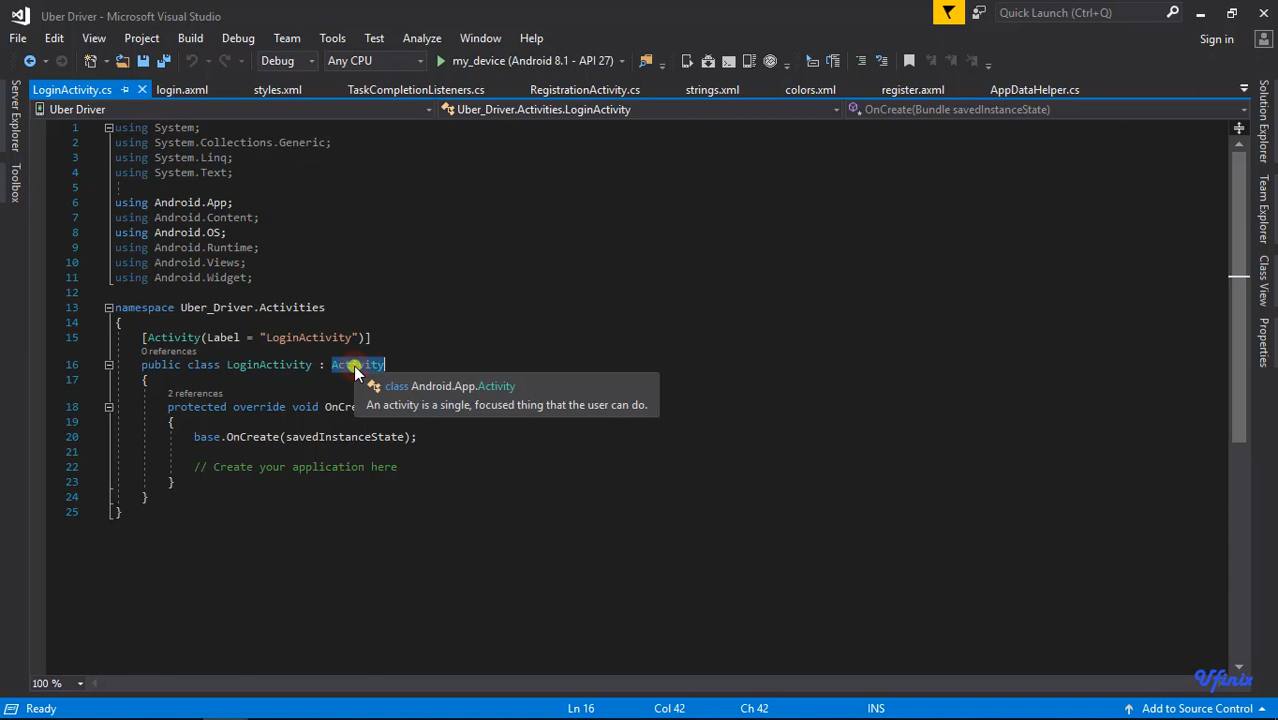 Uber Driver - Microsoft Visual Studio
Quick Launch (Ctrl+Q)
File Edit View Project Build Debug Team Tools Test Analyze Window Help
Sign in
Debug Any CPU my_device (Android 8.1 - API 27)
LoginActivity.cs login.axml styles.xml TaskCompletionListeners.cs RegistrationActivity.cs strings.xml colors.xml register.axml AppDataHelper.cs
Uber Driver Uber_Driver.Activities.LoginActivity OnCreate(Bundle savedInstanceState)
Server Explorer
Toolbox
Solution Explorer
Team Explorer
Class View
Properties
1 using System;
2 using System.Collections.Generic;
3 using System.Linq;
4 using System.Text;
5
6 using Android.App;
7 using Android.Content;
8 using Android.OS;
9 using Android.Runtime;
10 using Android.Views;
11 using Android.Widget;
12
13 namespace Uber_Driver.Activities
14 {
15 [Activity(Label = "LoginActivity")]
0 references
16 public class LoginActivity : Activity
17 {
class Android.App.Activity
An activity is a single, focused thing that the user can do.
2 references
18 protected override void OnCre
19 {
20 base.OnCreate(savedInstanceState);
21
22 // Create your application here
23 }
24 }
25 }
100 %
Ufinix
Ready Ln 16 Col 42 Ch 42 INS Add to Source Control